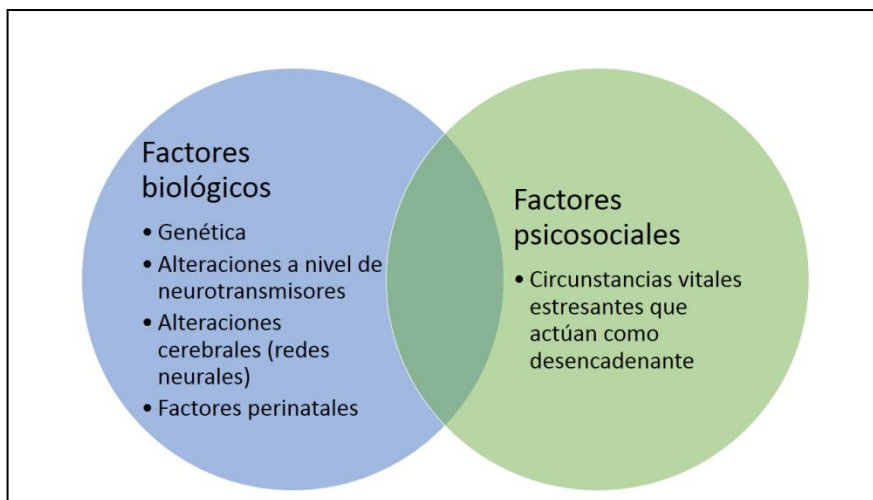 Factores
biológicos
• Genética
• Alteraciones a nivel de
neurotransmisores
• Alteraciones
cerebrales (redes
neurales)
• Factores perinatales
Factores
psicosociales
• Circunstancias vitales
estresantes que
actúan como
desencadenante